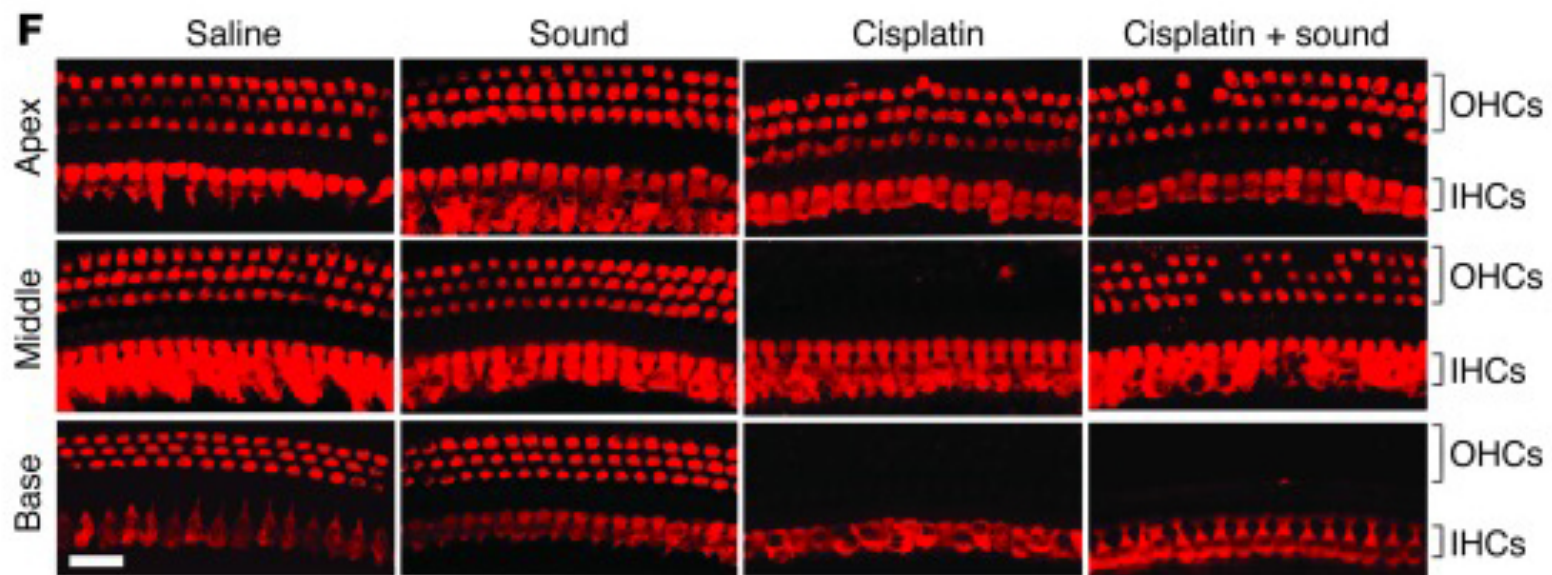 F
Saline Sound Cisplatin Cisplatin + sound
Apex
OHCs
IHCs
Middle
OHCs
IHCs
Base
OHCs
IHCs